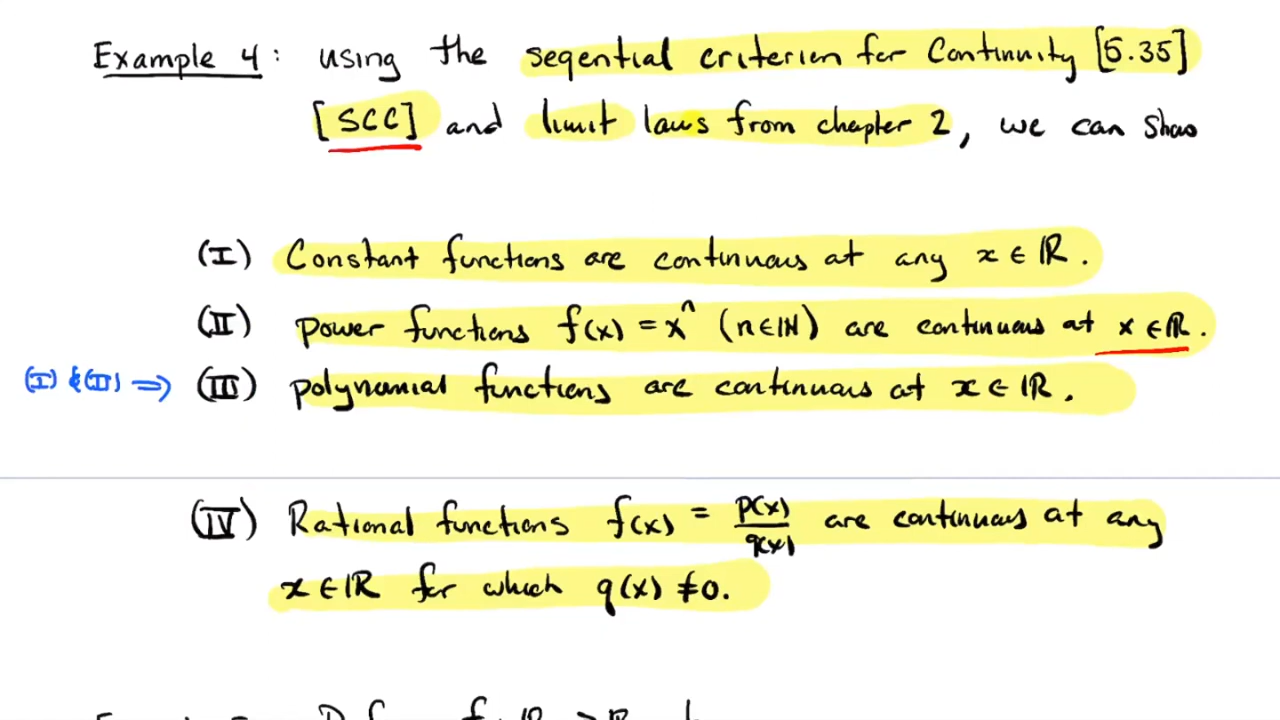 Example 4: using the seqential criterion for Continuity [5.35]
[SCC] and limit laws from chapter 2, we can show
(I) Constant functions are continuous at any x ∈ ℝ.
(II) power functions f(x) = xⁿ (n∈ℕ) are continuous at x ∈ ℝ.
(I) & (II) ⇒ (III) polynomial functions are continuous at x ∈ ℝ.
(IV) Rational functions f(x) = p(x)/q(x) are continuous at any
x ∈ ℝ for which q(x) ≠ 0.